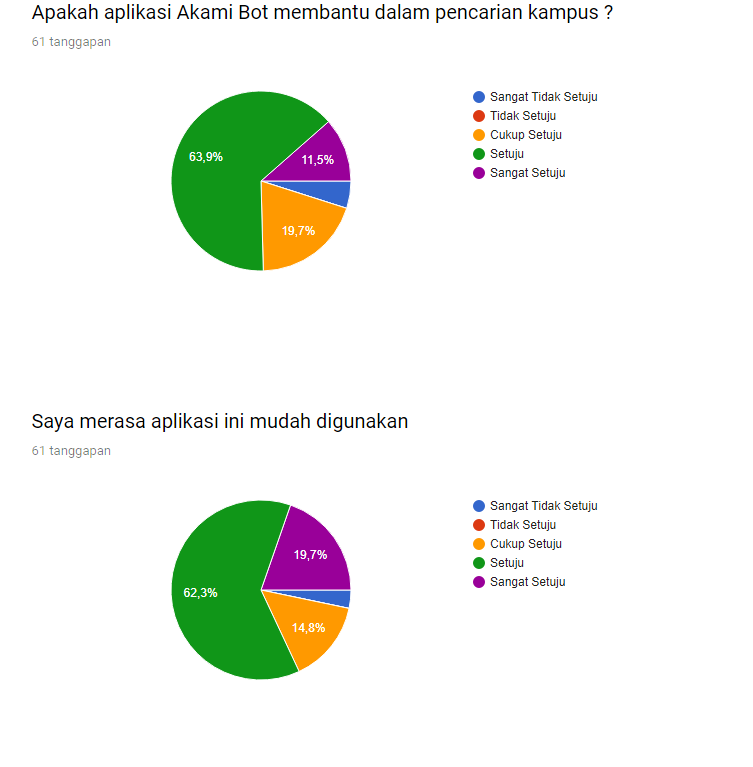 Apakah aplikasi Akami Bot membantu dalam pencarian kampus ?
61 tanggapan
63,9%
11,5%
19,7%
Sangat Tidak Setuju
Tidak Setuju
Cukup Setuju
Setuju
Sangat Setuju
Saya merasa aplikasi ini mudah digunakan
61 tanggapan
19,7%
62,3%
14,8%
Sangat Tidak Setuju
Tidak Setuju
Cukup Setuju
Setuju
Sangat Setuju